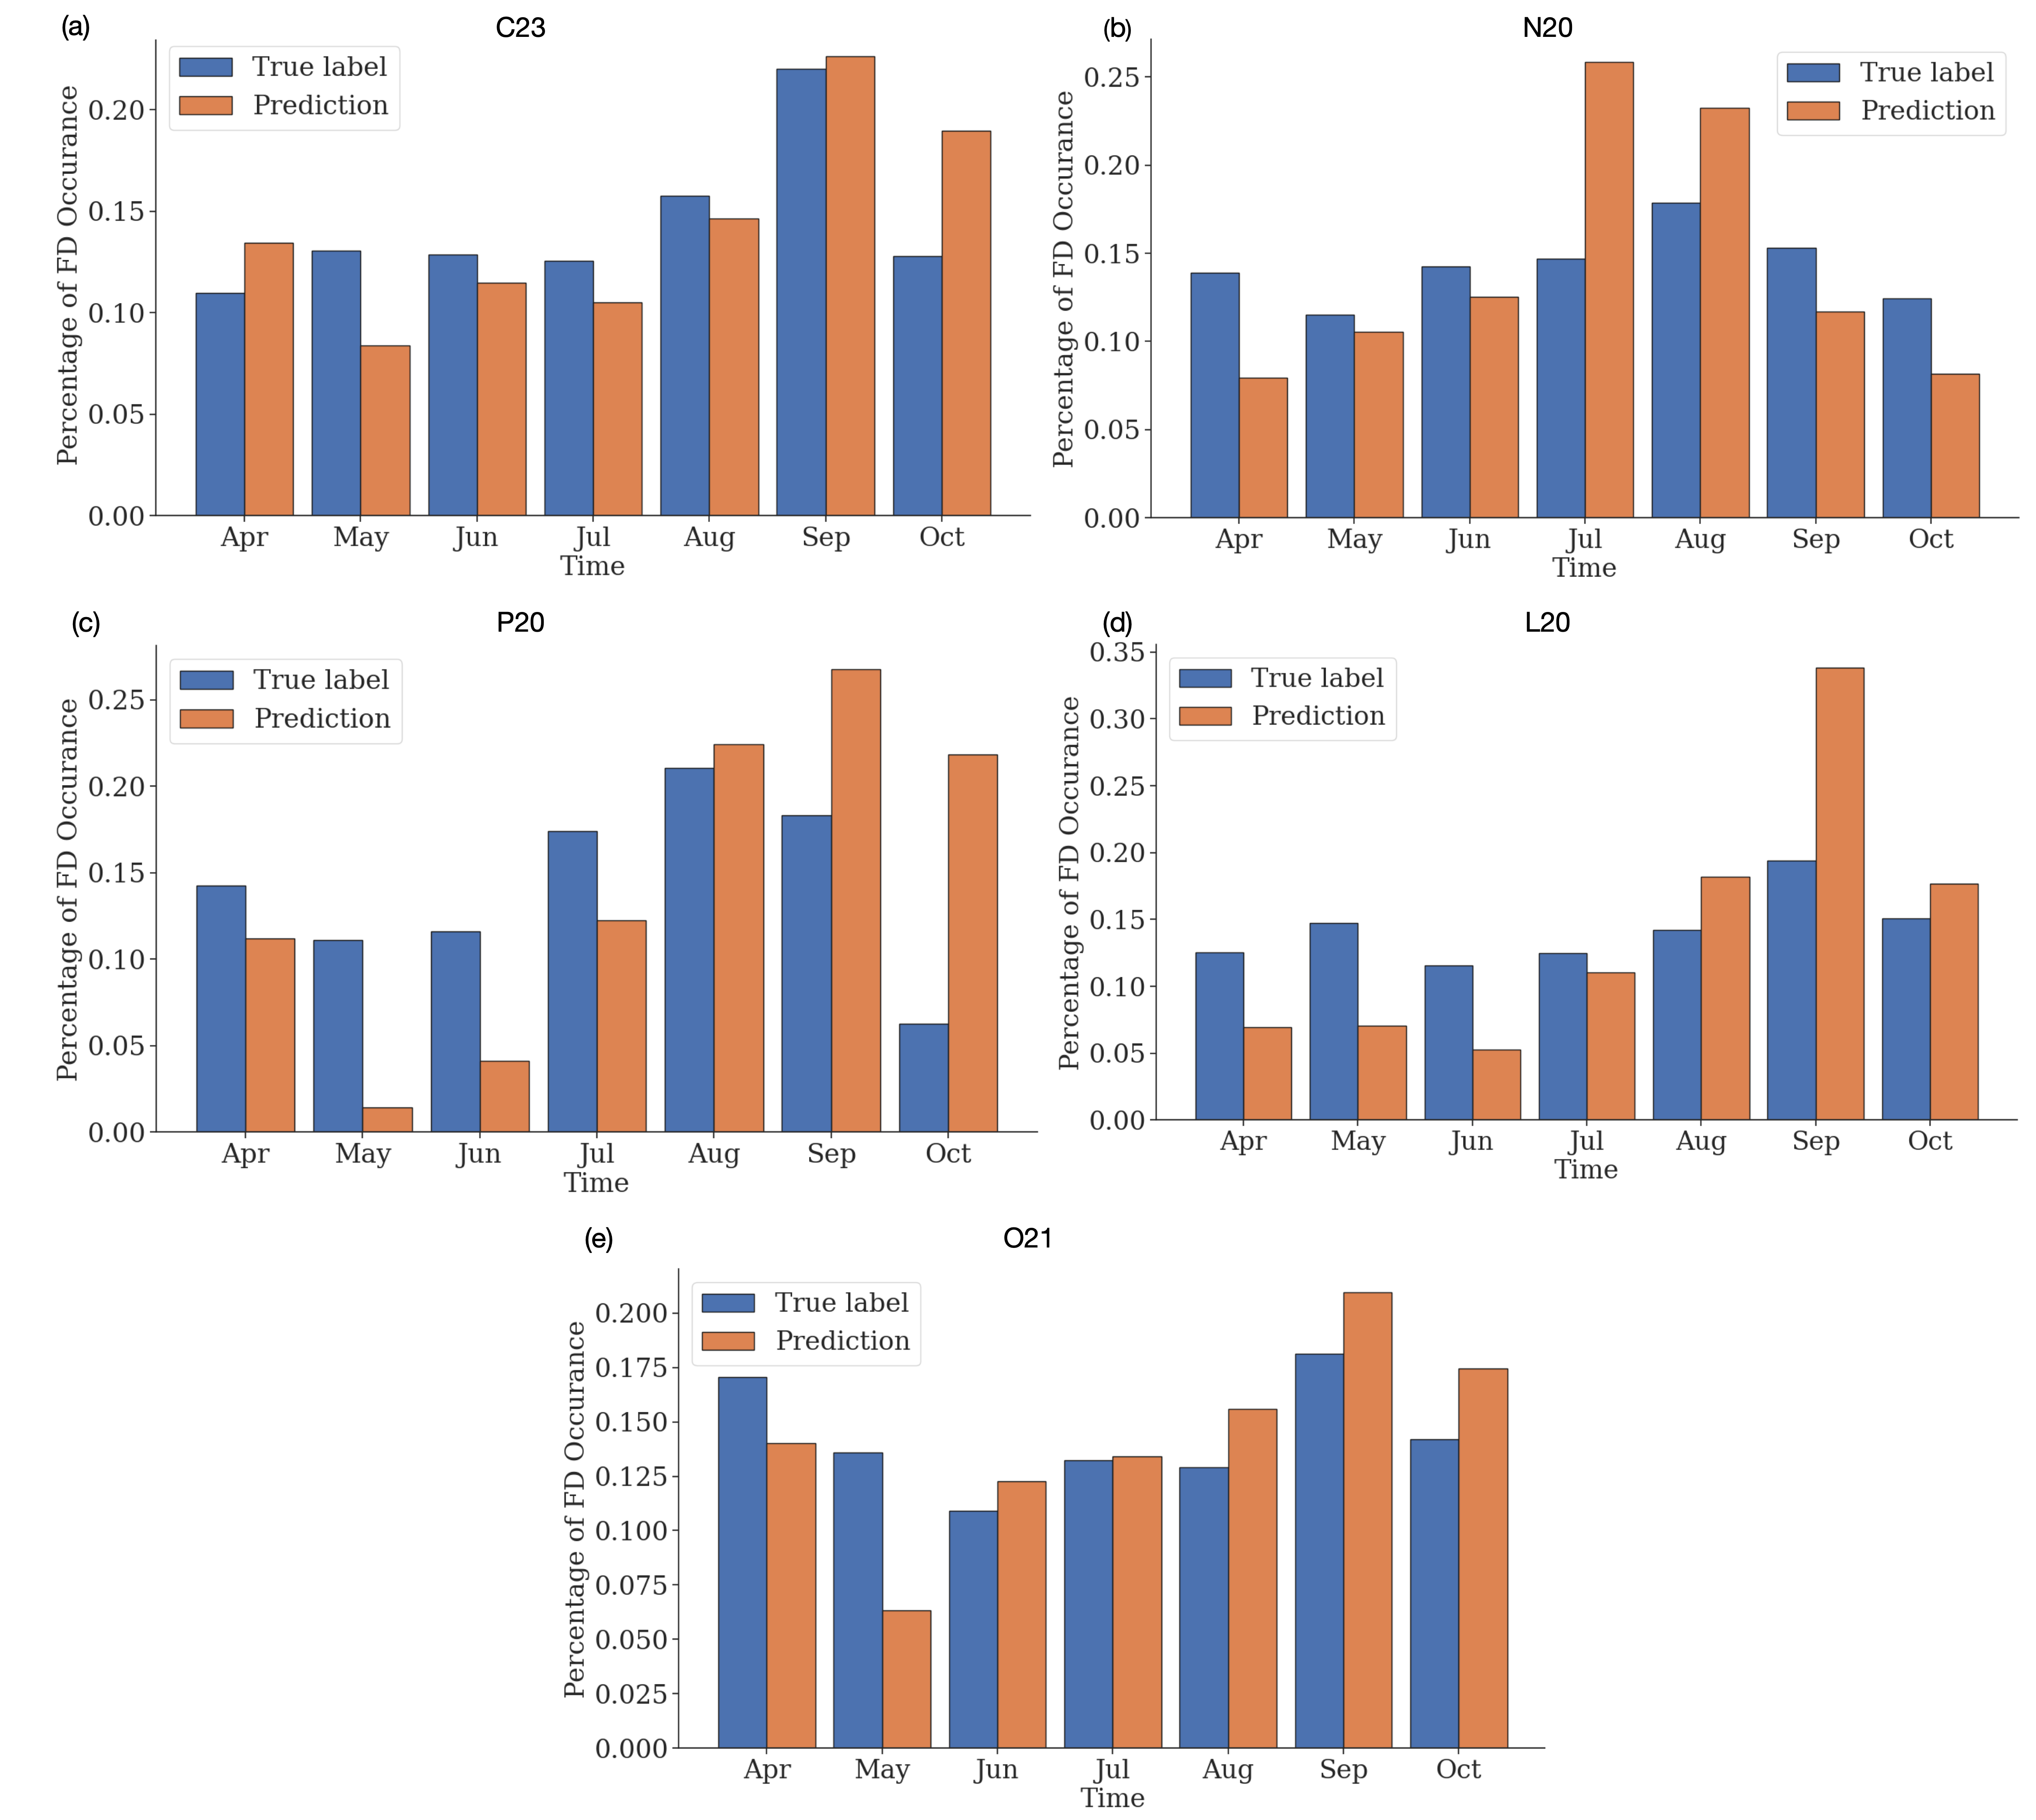 (a)
C23
True label
Prediction
Percentage of FD Occurance
0.20
0.15
0.10
0.05
0.00
Apr May Jun Jul Aug Sep Oct
Time
(b)
N20
True label
Prediction
Percentage of FD Occurance
0.25
0.20
0.15
0.10
0.05
0.00
Apr May Jun Jul Aug Sep Oct
Time
(c)
P20
True label
Prediction
Percentage of FD Occurance
0.25
0.20
0.15
0.10
0.05
0.00
Apr May Jun Jul Aug Sep Oct
Time
(d)
L20
True label
Prediction
Percentage of FD Occurance
0.35
0.30
0.25
0.20
0.15
0.10
0.05
0.00
Apr May Jun Jul Aug Sep Oct
Time
(e)
O21
True label
Prediction
Percentage of FD Occurance
0.200
0.175
0.150
0.125
0.100
0.075
0.050
0.025
0.000
Apr May Jun Jul Aug Sep Oct
Time